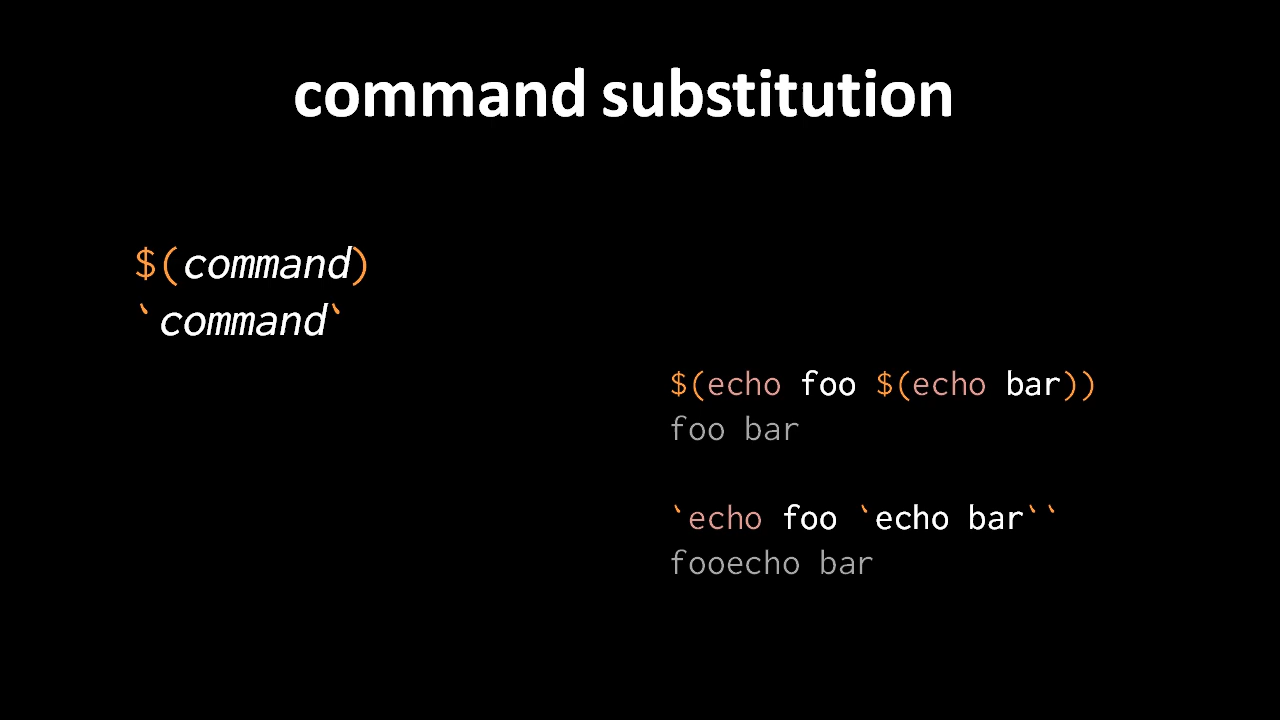 command substitution
$(command)
`command`
$(echo foo $(echo bar))
foo bar
`echo foo `echo bar``
fooecho bar